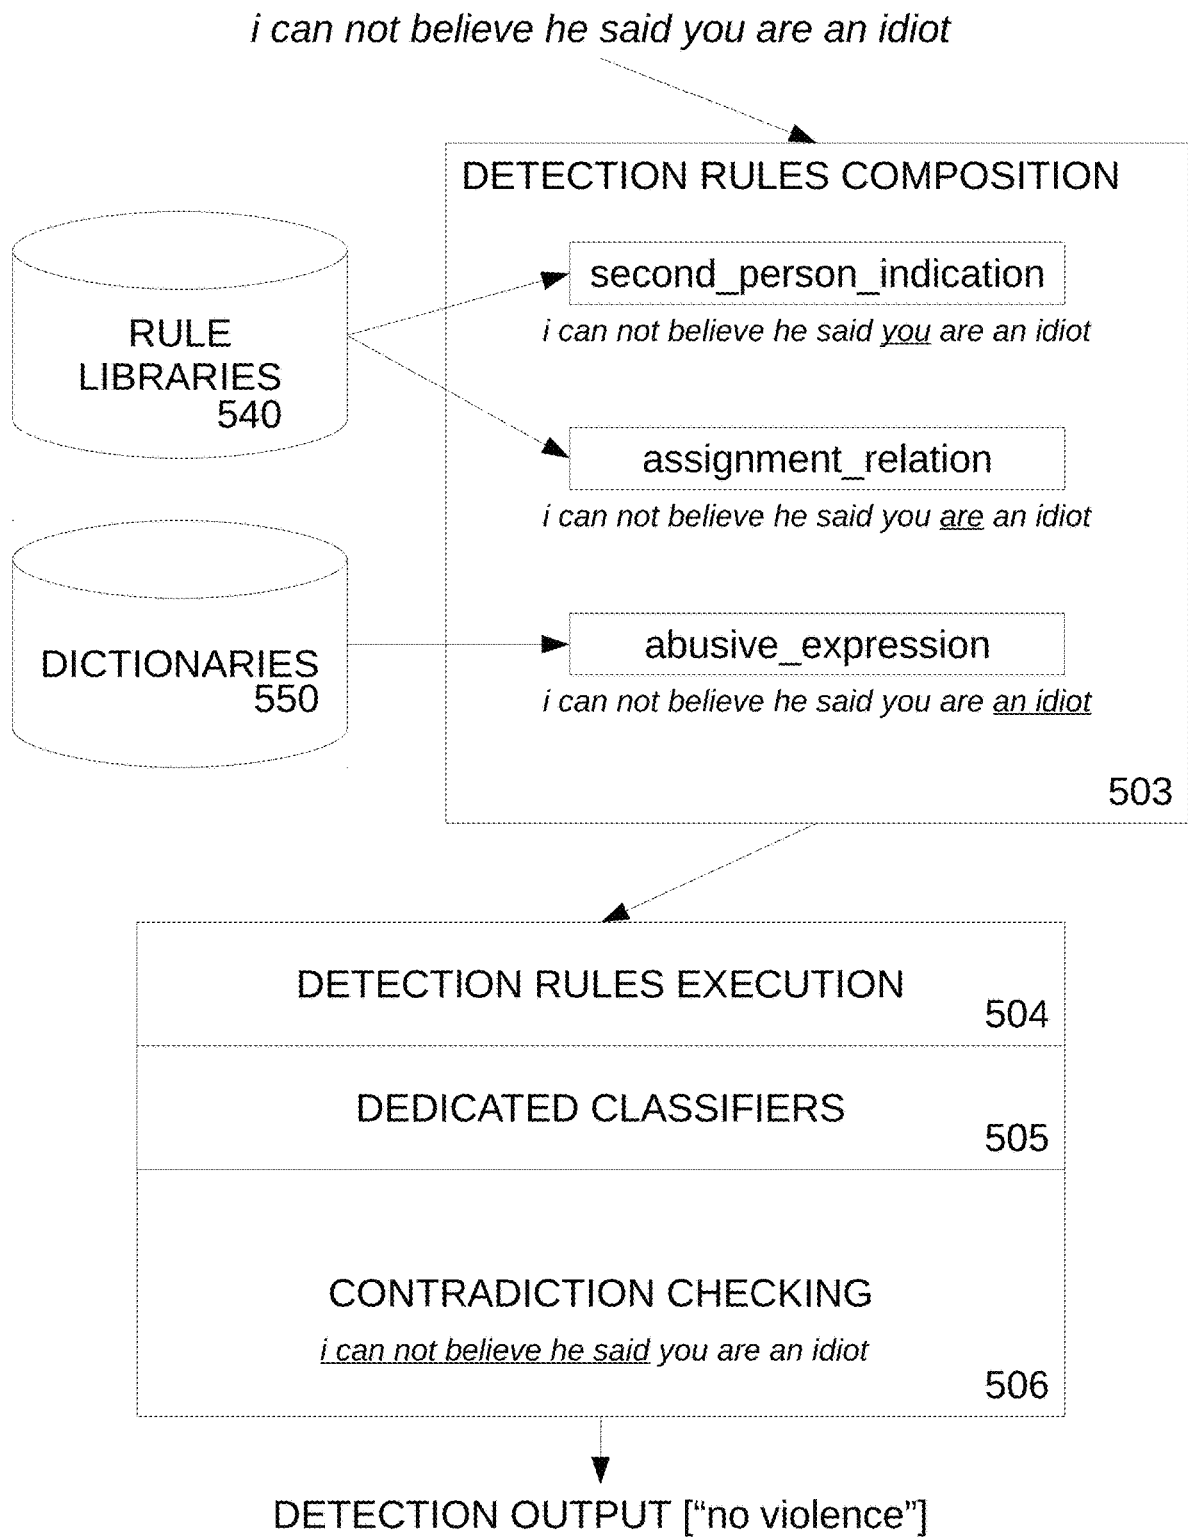 i can not believe he said you are an idiot
DETECTION RULES COMPOSITION
second_person_indication
i can not believe he said you are an idiot
RULE
LIBRARIES
540
assignment_relation
i can not believe he said you are an idiot
DICTIONARIES
550
abusive_expression
i can not believe he said you are an idiot
503
DETECTION RULES EXECUTION
504
DEDICATED CLASSIFIERS
505
CONTRADICTION CHECKING
i can not believe he said you are an idiot
506
DETECTION OUTPUT [“no violence”]